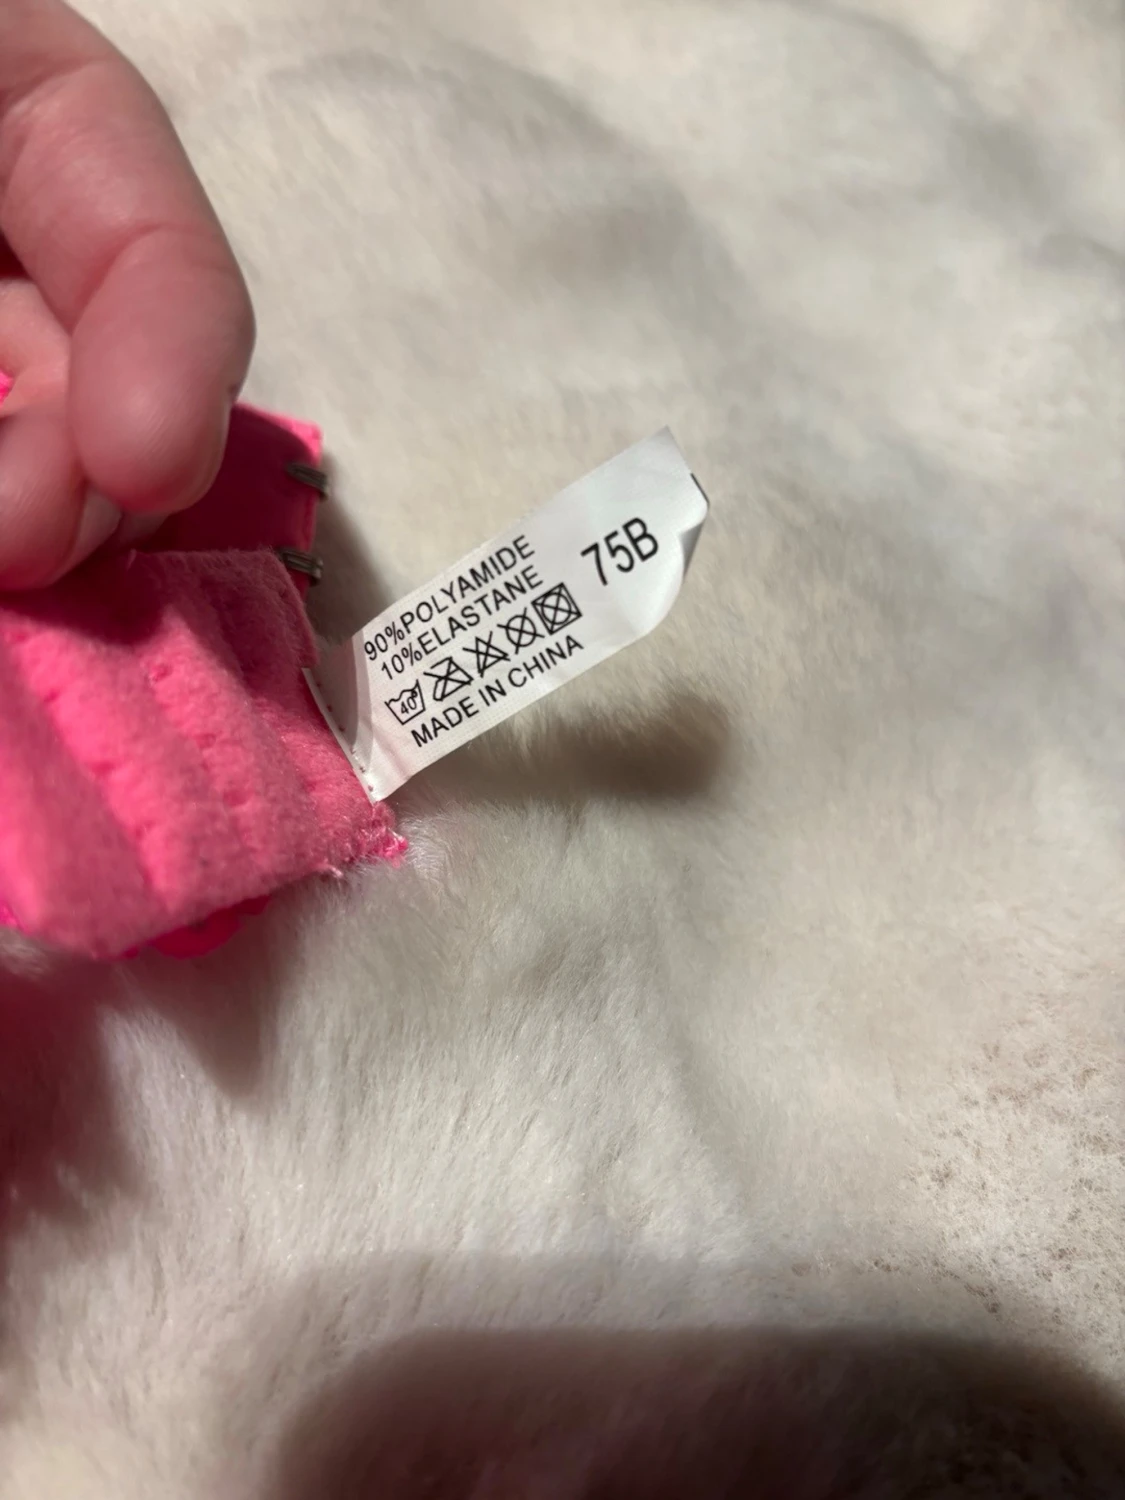 90%POLYAMIDE
10%ELASTANE
40
MADE IN CHINA
75B